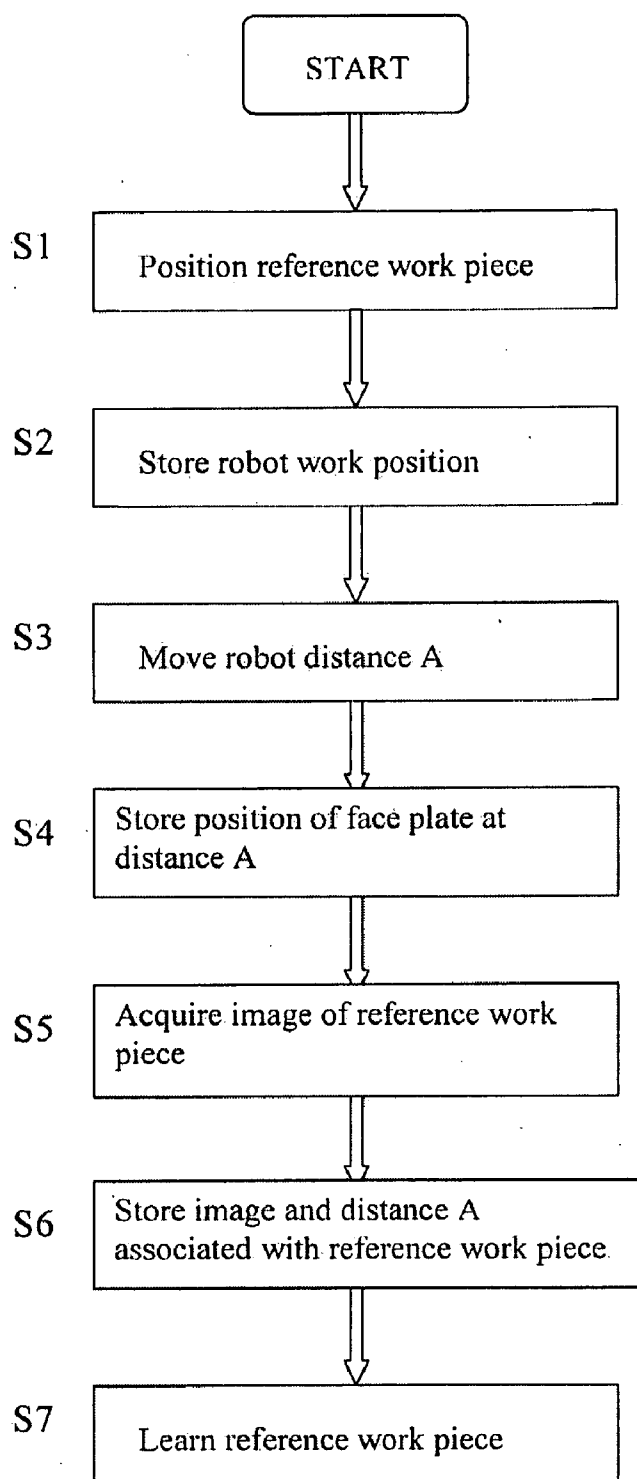 START
S1
Position reference work piece
S2
Store robot work position
S3
Move robot distance A
S4
Store position of face plate at
distance A
S5
Acquire image of reference work
piece
S6
Store image and distance A
associated with reference work piece
S7
Learn reference work piece